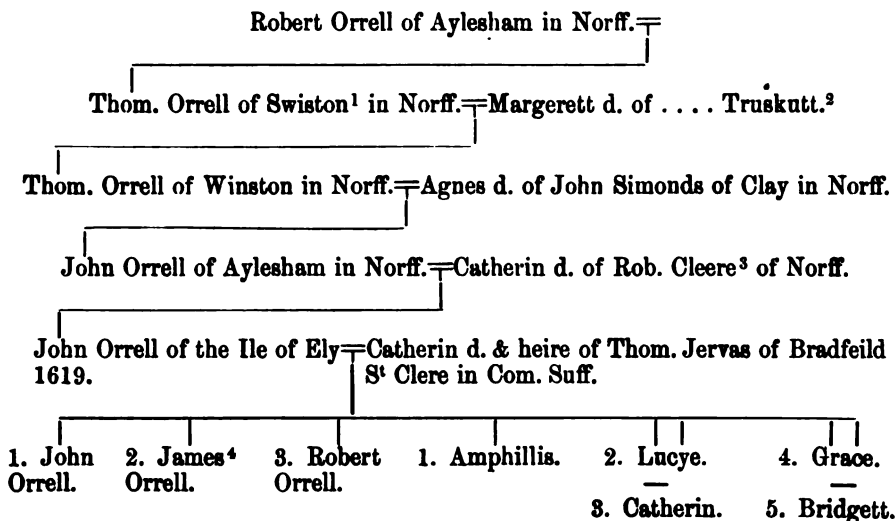 Robert Orrell of Aylesham in Norff.
Thom. Orrell of Swiston¹ in Norff. Margerett d. of .... Truskutt.²
Thom. Orrell of Winston in Norff. Agnes d. of John Simonds of Clay in Norff.
John Orrell of Aylesham in Norff. Catherin d. of Rob. Cleere³ of Norff.
John Orrell of the Ile of Ely Catherin d. & heire of Thom. Jervas of Bradfeild
1619. Sᵗ Clere in Com. Suff.
1. John 2. James⁴ 3. Robert 1. Amphillis. 2. Lucye. 4. Grace.
Orrell. Orrell. Orrell.
3. Catherin. 5. Bridgett.